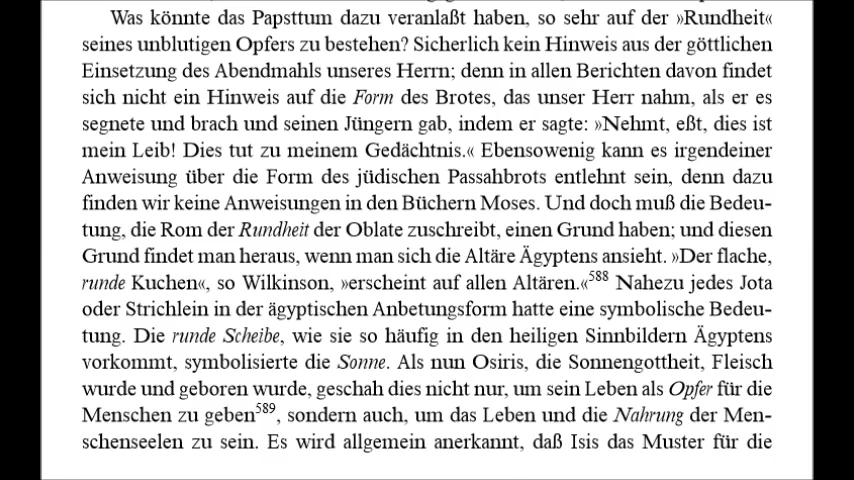 Was könnte das Papsttum dazu veranlaßt haben, so sehr auf der »Rundheit«
seines unblutigen Opfers zu bestehen? Sicherlich kein Hinweis aus der göttlichen
Einsetzung des Abendmahls unseres Herrn; denn in allen Berichten davon findet
sich nicht ein Hinweis auf die Form des Brotes, das unser Herr nahm, als er es
segnete und brach und seinen Jüngern gab, indem er sagte: »Nehmt, eßt, dies ist
mein Leib! Dies tut zu meinem Gedächtnis.« Ebensowenig kann es irgendeiner
Anweisung über die Form des jüdischen Passahbrots entlehnt sein, denn dazu
finden wir keine Anweisungen in den Büchern Moses. Und doch muß die Bedeu-
tung, die Rom der Rundheit der Oblate zuschreibt, einen Grund haben; und diesen
Grund findet man heraus, wenn man sich die Altäre Ägyptens ansieht. »Der flache,
runde Kuchen«, so Wilkinson, »erscheint auf allen Altären.«588 Nahezu jedes Jota
oder Strichlein in der ägyptischen Anbetungsform hatte eine symbolische Bedeu-
tung. Die runde Scheibe, wie sie so häufig in den heiligen Sinnbildern Ägyptens
vorkommt, symbolisierte die Sonne. Als nun Osiris, die Sonnengottheit, Fleisch
wurde und geboren wurde, geschah dies nicht nur, um sein Leben als Opfer für die
Menschen zu geben589, sondern auch, um das Leben und die Nahrung der Men-
schenseelen zu sein. Es wird allgemein anerkannt, daß Isis das Muster für die